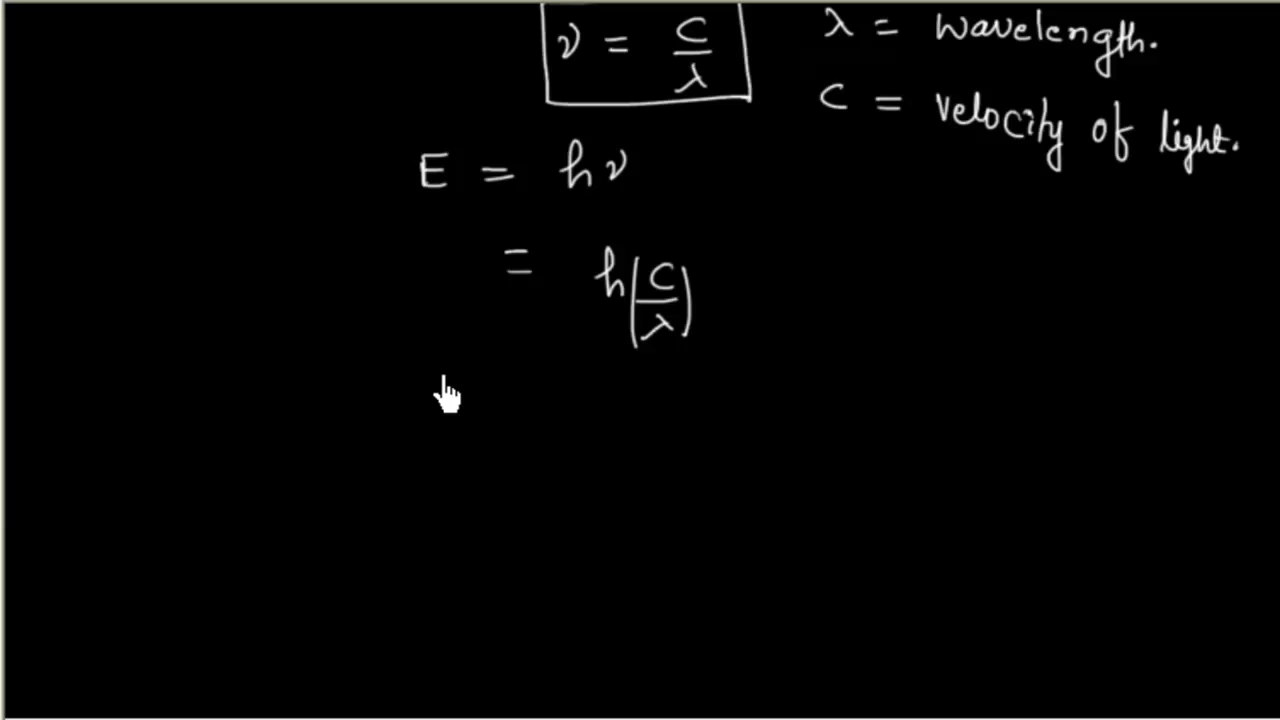 ν = C/λ
λ = wavelength.
C = velocity of light.
E = hν
= h(C/λ)